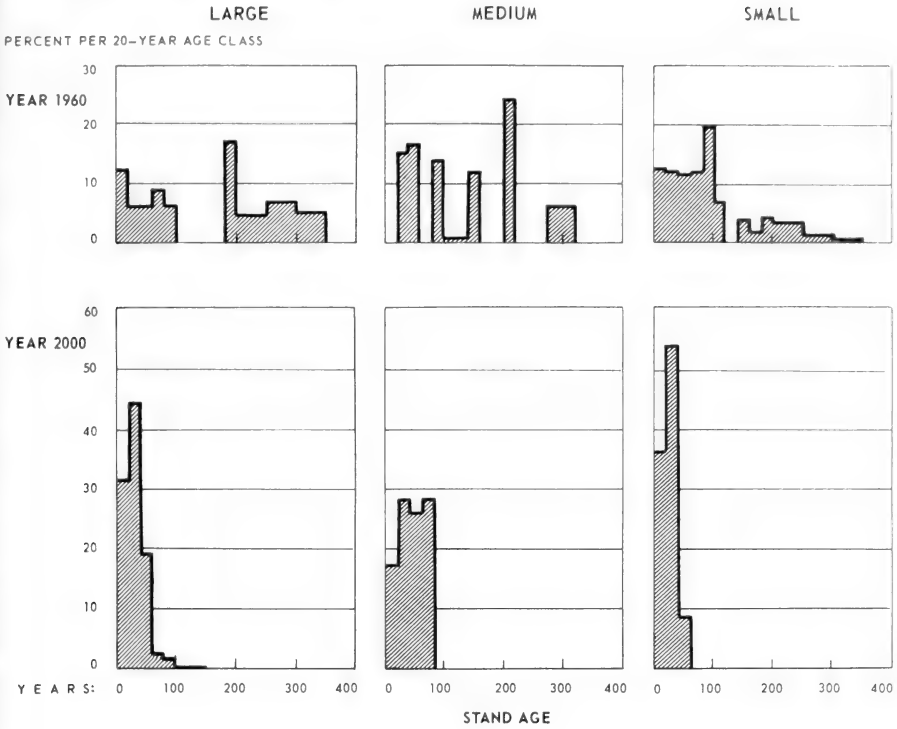 LARGE MEDIUM SMALL
PERCENT PER 20-YEAR AGE CLASS
30
YEAR 1960
20
10
0
60
YEAR 2000
50
40
30
20
10
0
YEARS: 0 100 200 300 400 0 100 200 300 400 0 100 200 300 400
STAND AGE